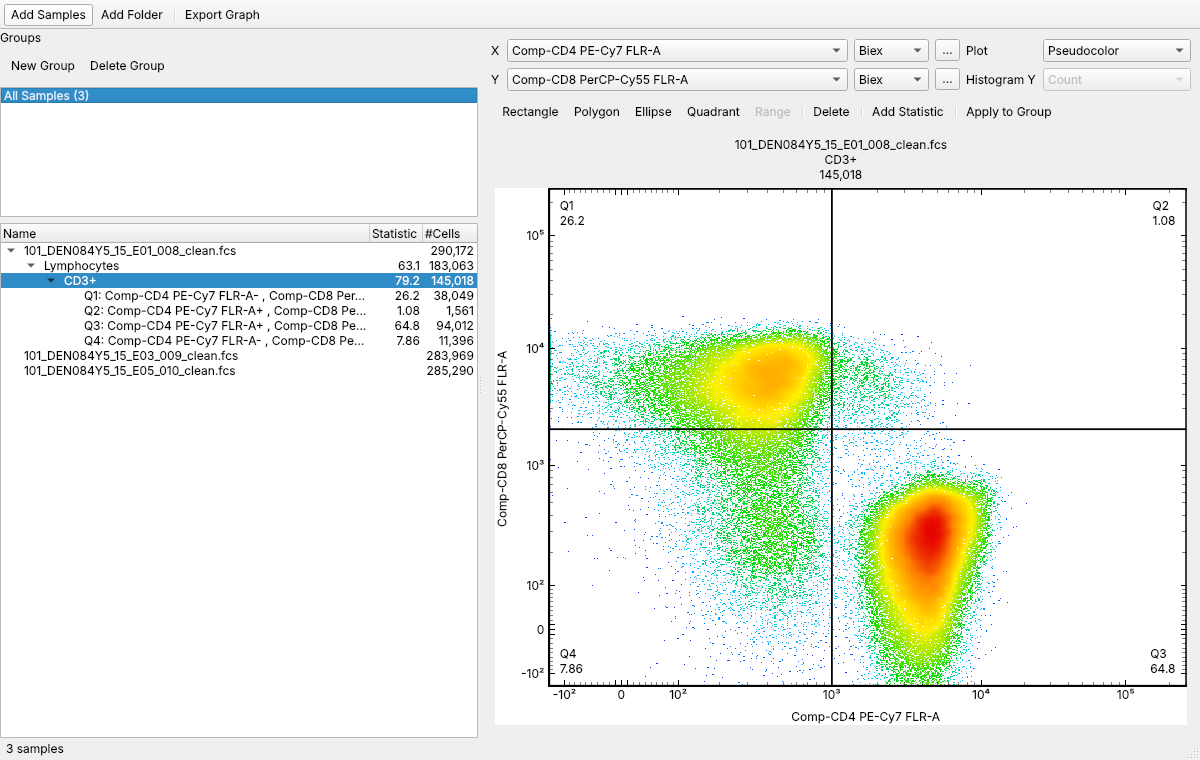 Add Samples Add Folder Export Graph
Groups
New Group Delete Group
All Samples (3)
Name Statistic #Cells
101_DEN084Y5_15_E01_008_clean.fcs 290,172
Lymphocytes 63.1 183,063
CD3+ 79.2 145,018
Q1: Comp-CD4 PE-Cy7 FLR-A- , Comp-CD8 Per... 26.2 38,049
Q2: Comp-CD4 PE-Cy7 FLR-A+ , Comp-CD8 Pe... 1.08 1,561
Q3: Comp-CD4 PE-Cy7 FLR-A+ , Comp-CD8 Pe... 64.8 94,012
Q4: Comp-CD4 PE-Cy7 FLR-A- , Comp-CD8 Pe... 7.86 11,396
101_DEN084Y5_15_E03_009_clean.fcs 283,969
101_DEN084Y5_15_E05_010_clean.fcs 285,290
3 samples
X Comp-CD4 PE-Cy7 FLR-A Biex ... Plot Pseudocolor
Y Comp-CD8 PerCP-Cy55 FLR-A Biex ... Histogram Y Count
Rectangle Polygon Ellipse Quadrant Range Delete Add Statistic Apply to Group
101_DEN084Y5_15_E01_008_clean.fcs
CD3+
145,018
Q1 Q2
26.2 1.08
10⁵
10⁴
10³
10²
0
-10²
Comp-CD8 PerCP-Cy55 FLR-A
Q4 Q3
7.86 64.8
-10² 0 10² 10³ 10⁴ 10⁵
Comp-CD4 PE-Cy7 FLR-A